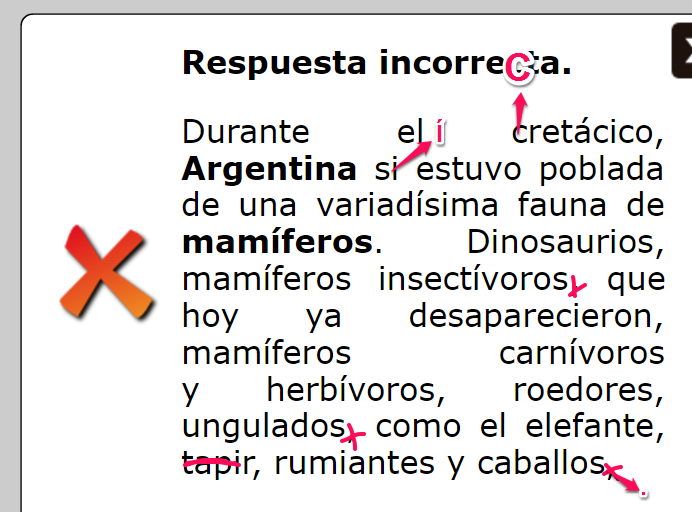 Respuesta incorrecta.
C
Durante el í cretácico,
Argentina si estuvo poblada
de una variadísima fauna de
mamíferos. Dinosaurios,
mamíferos insectívoros, que
hoy ya desaparecieron,
mamíferos carnívoros
y herbívoros, roedores,
ungulados, como el elefante,
tapir, rumiantes y caballos,
.